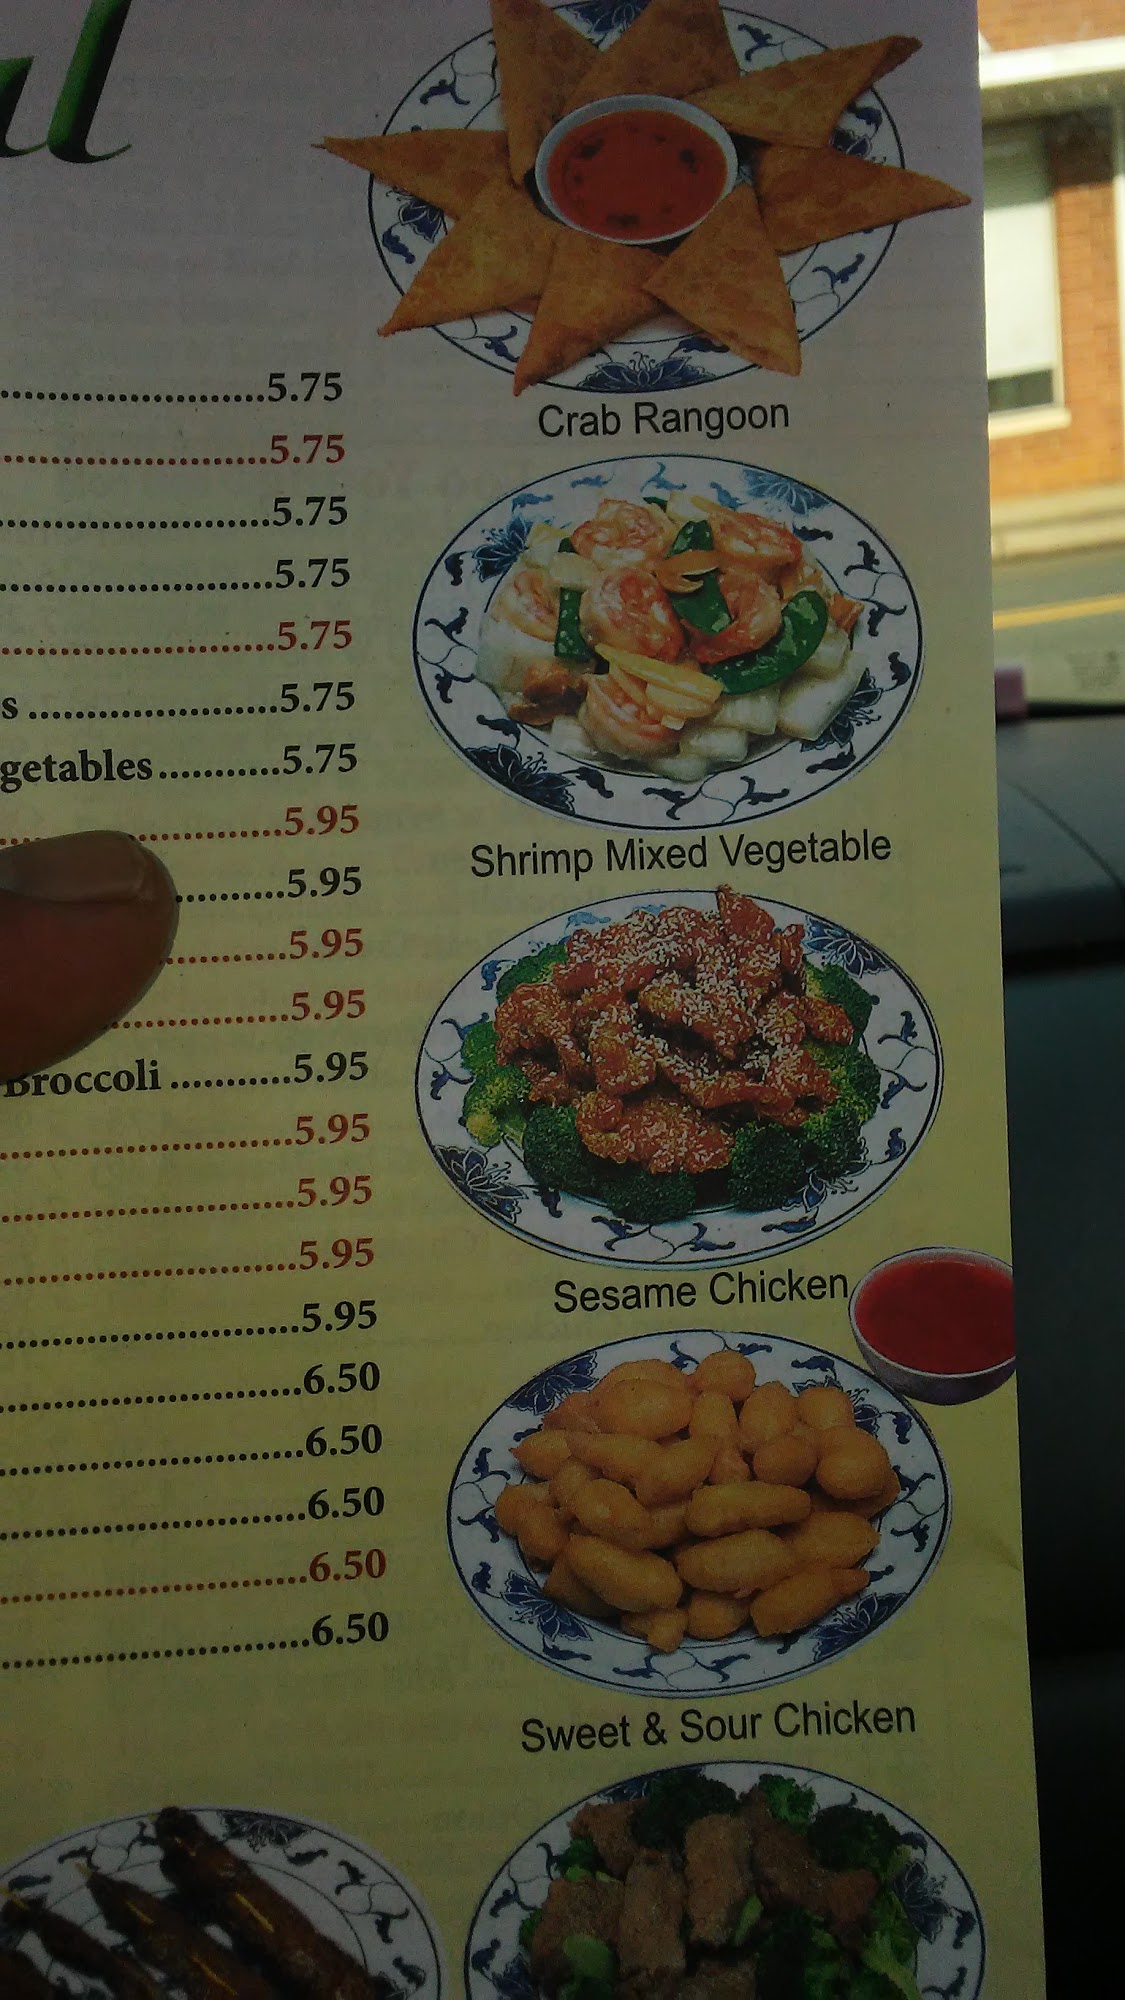 al
.....5.75
.....5.75
.....5.75
.....5.75
.....5.75
s.....5.75
getables.....5.75
.....5.95
.....5.95
.....5.95
.....5.95
Broccoli.....5.95
.....5.95
.....5.95
.....5.95
.....5.95
.....6.50
.....6.50
.....6.50
.....6.50
.....6.50
Crab Rangoon
Shrimp Mixed Vegetable
Sesame Chicken
Sweet & Sour Chicken